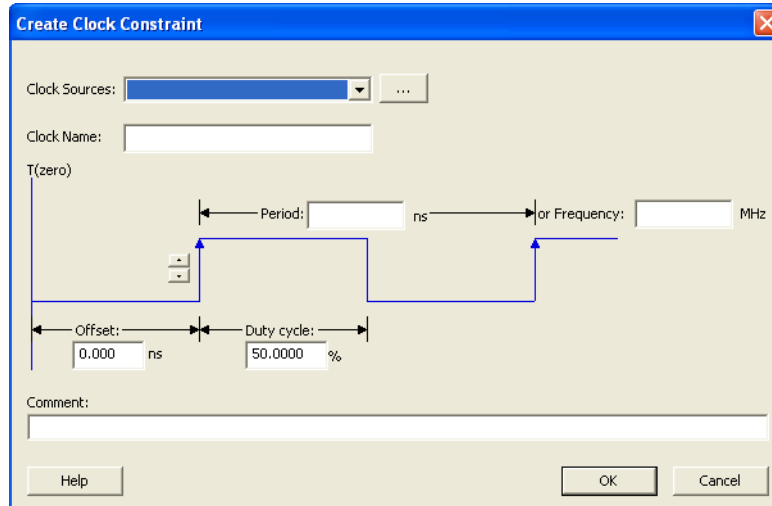 Create Clock Constraint
Clock Sources:
...
Clock Name:
T(zero)
Period: ns or Frequency: MHz
Offset: Duty cycle:
0.000 ns 50.0000 %
Comment:
Help OK Cancel